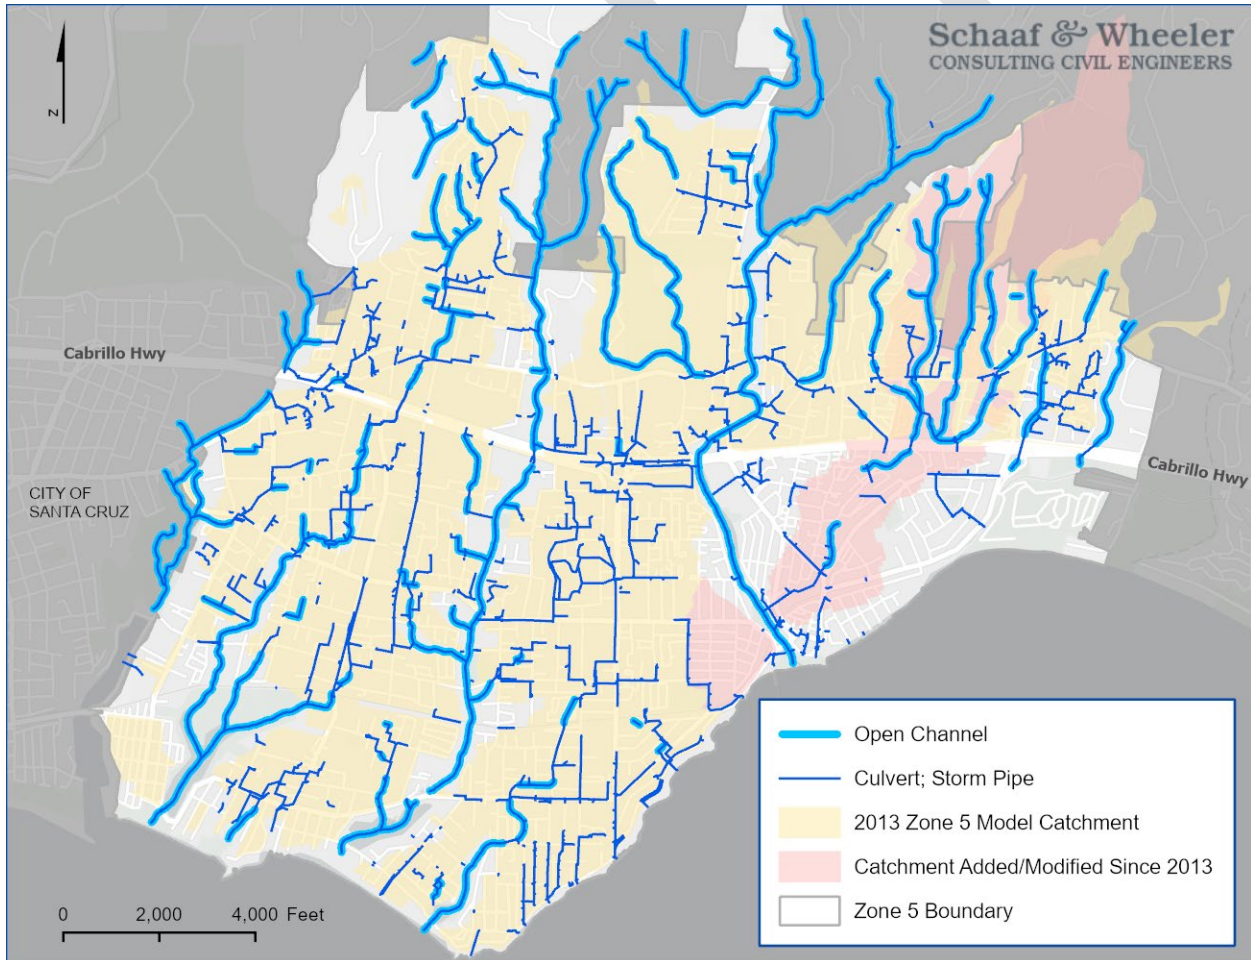 Schaaf & Wheeler
CONSULTING CIVIL ENGINEERS
N
Cabrillo Hwy
CITY OF
SANTA CRUZ
Cabrillo Hwy
Open Channel
Culvert; Storm Pipe
2013 Zone 5 Model Catchment
Catchment Added/Modified Since 2013
Zone 5 Boundary
0 2,000 4,000 Feet